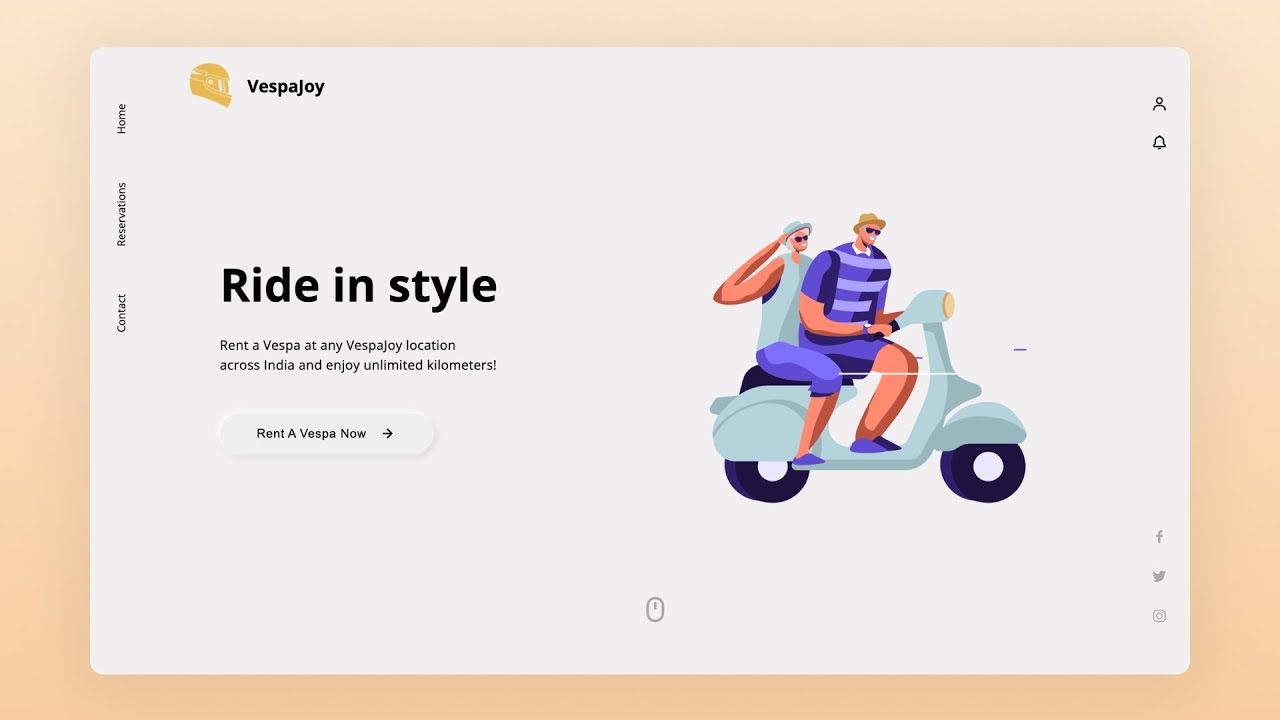 VespaJoy
Home
Reservations
Contact
Ride in style
Rent a Vespa at any VespaJoy location
across India and enjoy unlimited kilometers!
Rent A Vespa Now